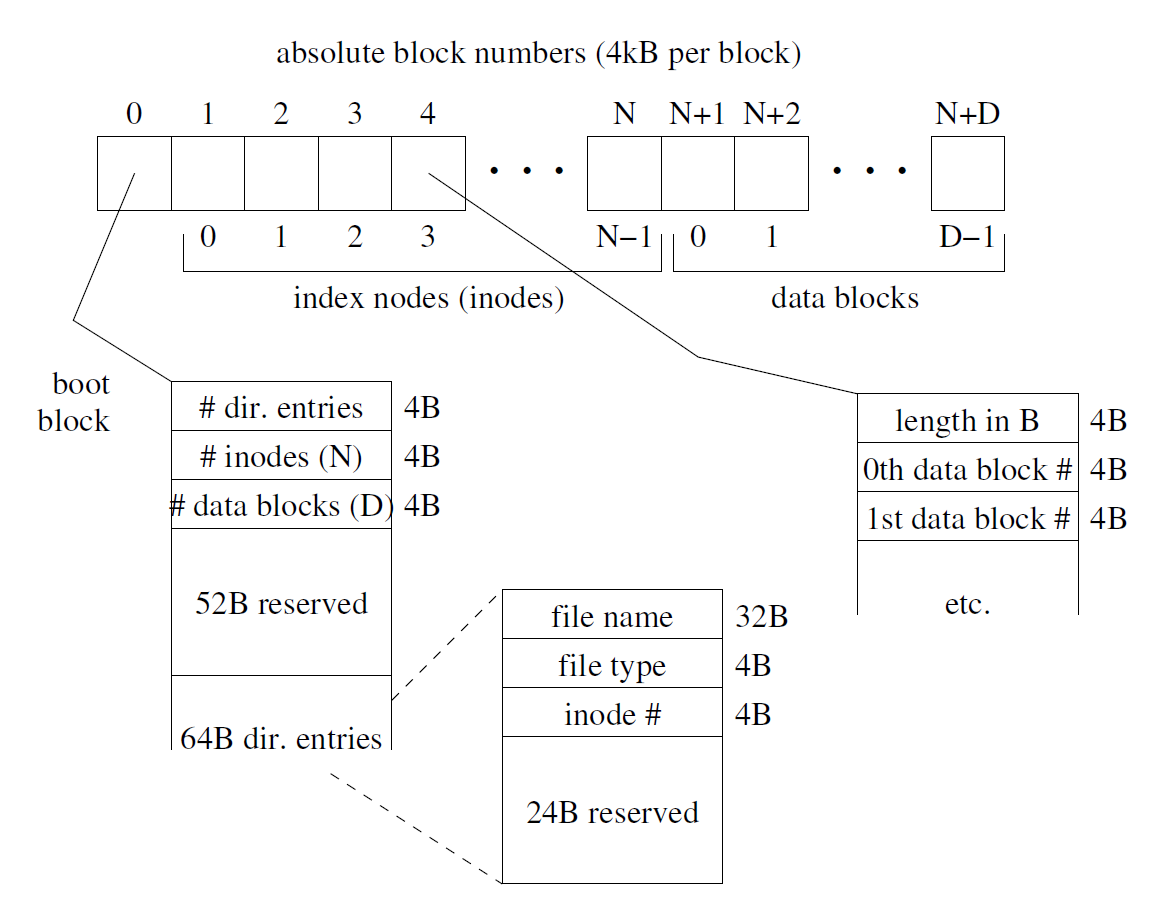 absolute block numbers (4kB per block)
0 1 2 3 4 N N+1 N+2 N+D
0 1 2 3 N−1 0 1 D−1
index nodes (inodes) data blocks
boot
block
# dir. entries 4B
# inodes (N) 4B
# data blocks (D) 4B
52B reserved
64B dir. entries
file name 32B
file type 4B
inode # 4B
24B reserved
length in B 4B
0th data block # 4B
1st data block # 4B
etc.